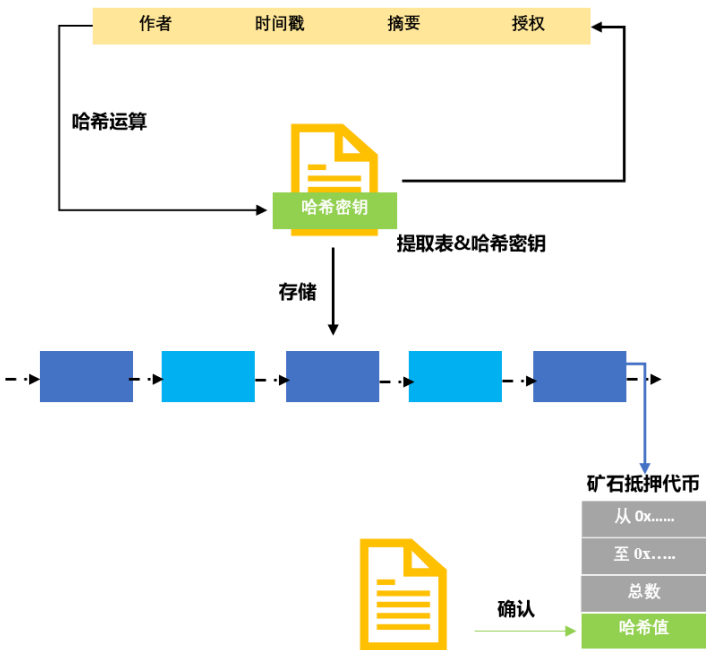 作者 时间戳 摘要 授权
哈希运算
哈希密钥
提取表&哈希密钥
存储
矿石抵押代币
从 0x......
至 0x…..
总数
确认
哈希值